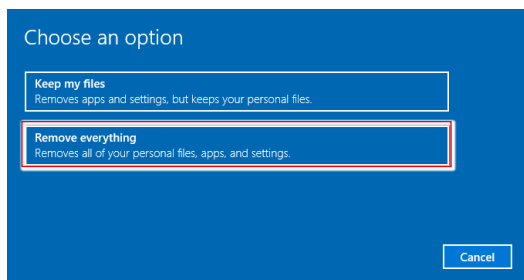 Choose an option
Keep my files
Removes apps and settings, but keeps your personal files.
Remove everything
Removes all of your personal files, apps, and settings.
Cancel